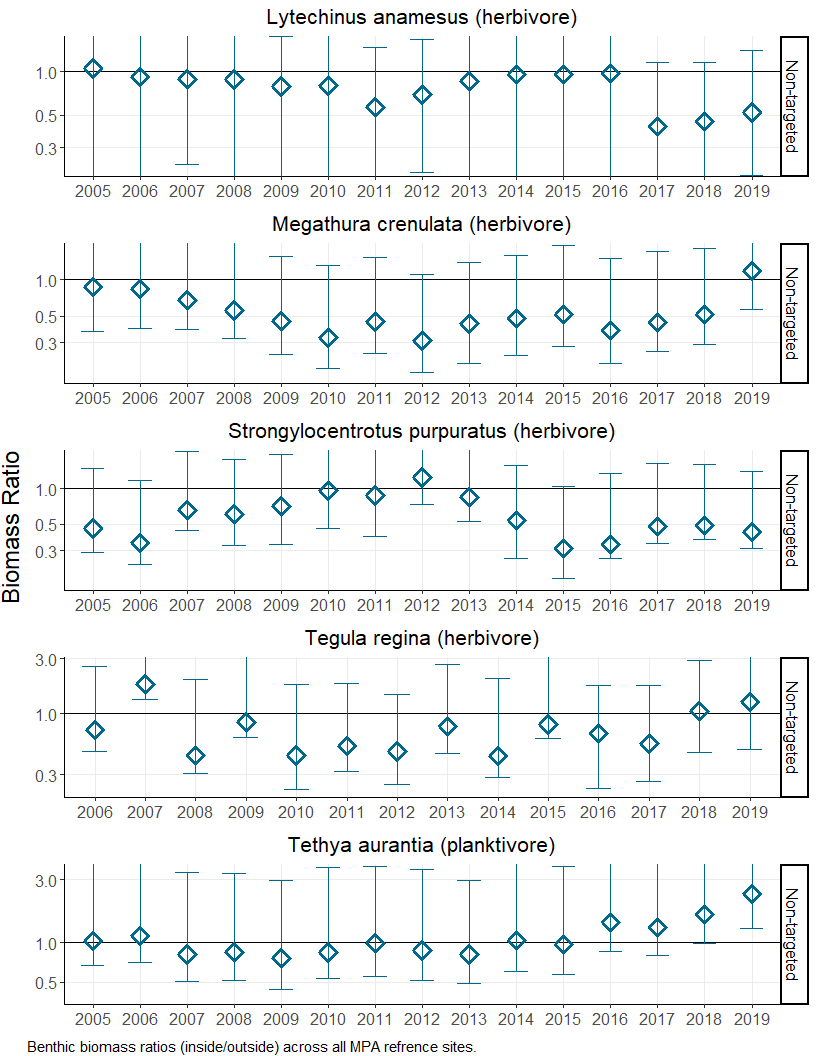 Lytechinus anamesus (herbivore)
1.0
0.5
0.3
Non-targeted
2005 2006 2007 2008 2009 2010 2011 2012 2013 2014 2015 2016 2017 2018 2019
Megathura crenulata (herbivore)
1.0
0.5
0.3
Non-targeted
2005 2006 2007 2008 2009 2010 2011 2012 2013 2014 2015 2016 2017 2018 2019
Biomass Ratio
Strongylocentrotus purpuratus (herbivore)
1.0
0.5
0.3
Non-targeted
2005 2006 2007 2008 2009 2010 2011 2012 2013 2014 2015 2016 2017 2018 2019
Tegula regina (herbivore)
3.0
1.0
0.3
Non-targeted
2006 2007 2008 2009 2010 2011 2012 2013 2014 2015 2016 2017 2018 2019
Tethya aurantia (planktivore)
3.0
1.0
0.5
Non-targeted
2005 2006 2007 2008 2009 2010 2011 2012 2013 2014 2015 2016 2017 2018 2019
Benthic biomass ratios (inside/outside) across all MPA refrence sites.